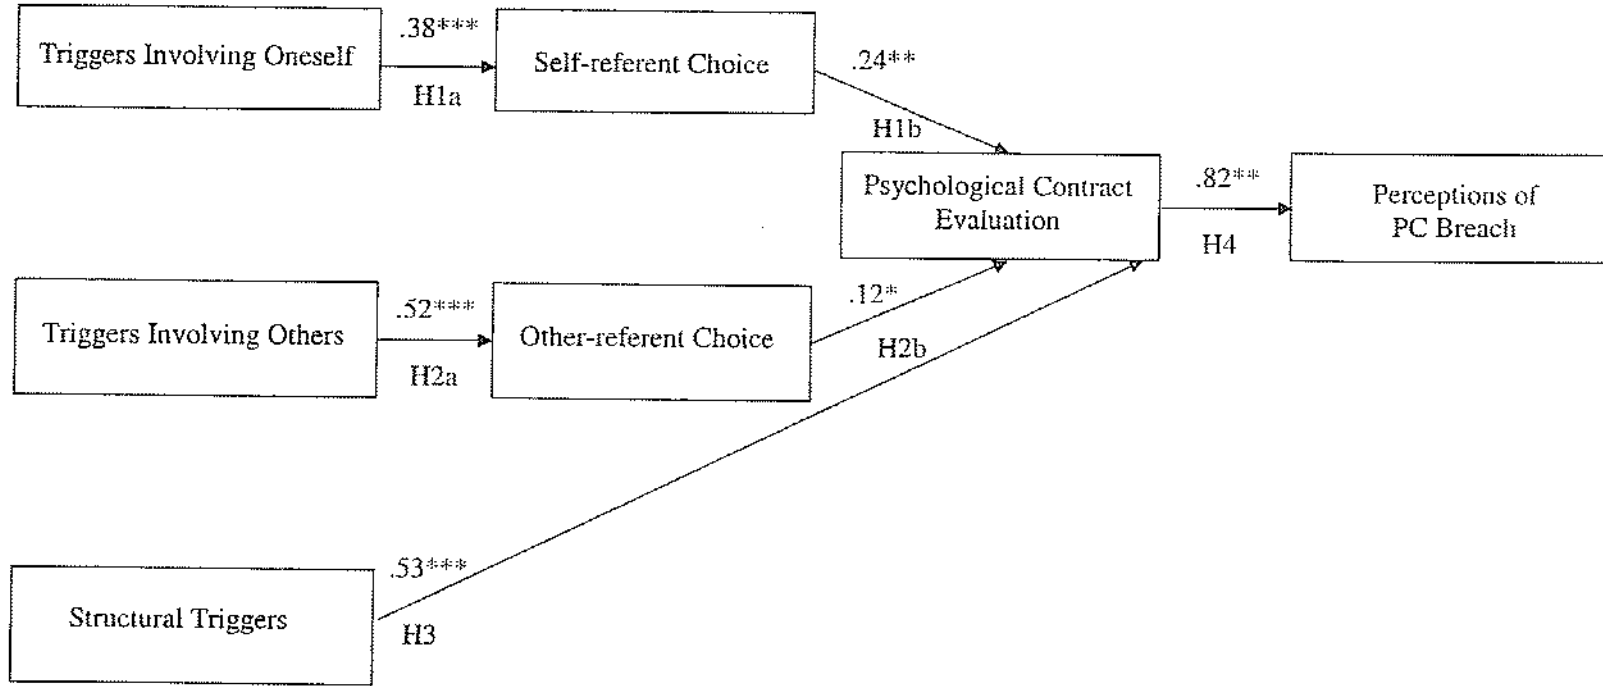 .38***
Triggers Involving Oneself
Self-referent Choice
H1a
.24**
H1b
Psychological Contract
Evaluation
.82**
H4
Perceptions of
PC Breach
.52***
Triggers Involving Others
Other-referent Choice
H2a
.12*
H2b
.53***
Structural Triggers
H3